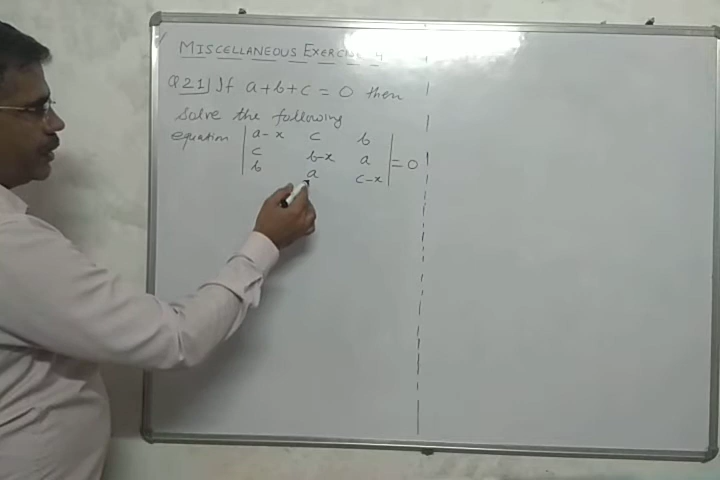 MISCELLANEOUS EXERCISE 4
Q21) If a+b+c = 0 then
solve the following
equation | a-x c b |
| c b-x a | = 0
| b a c-x |